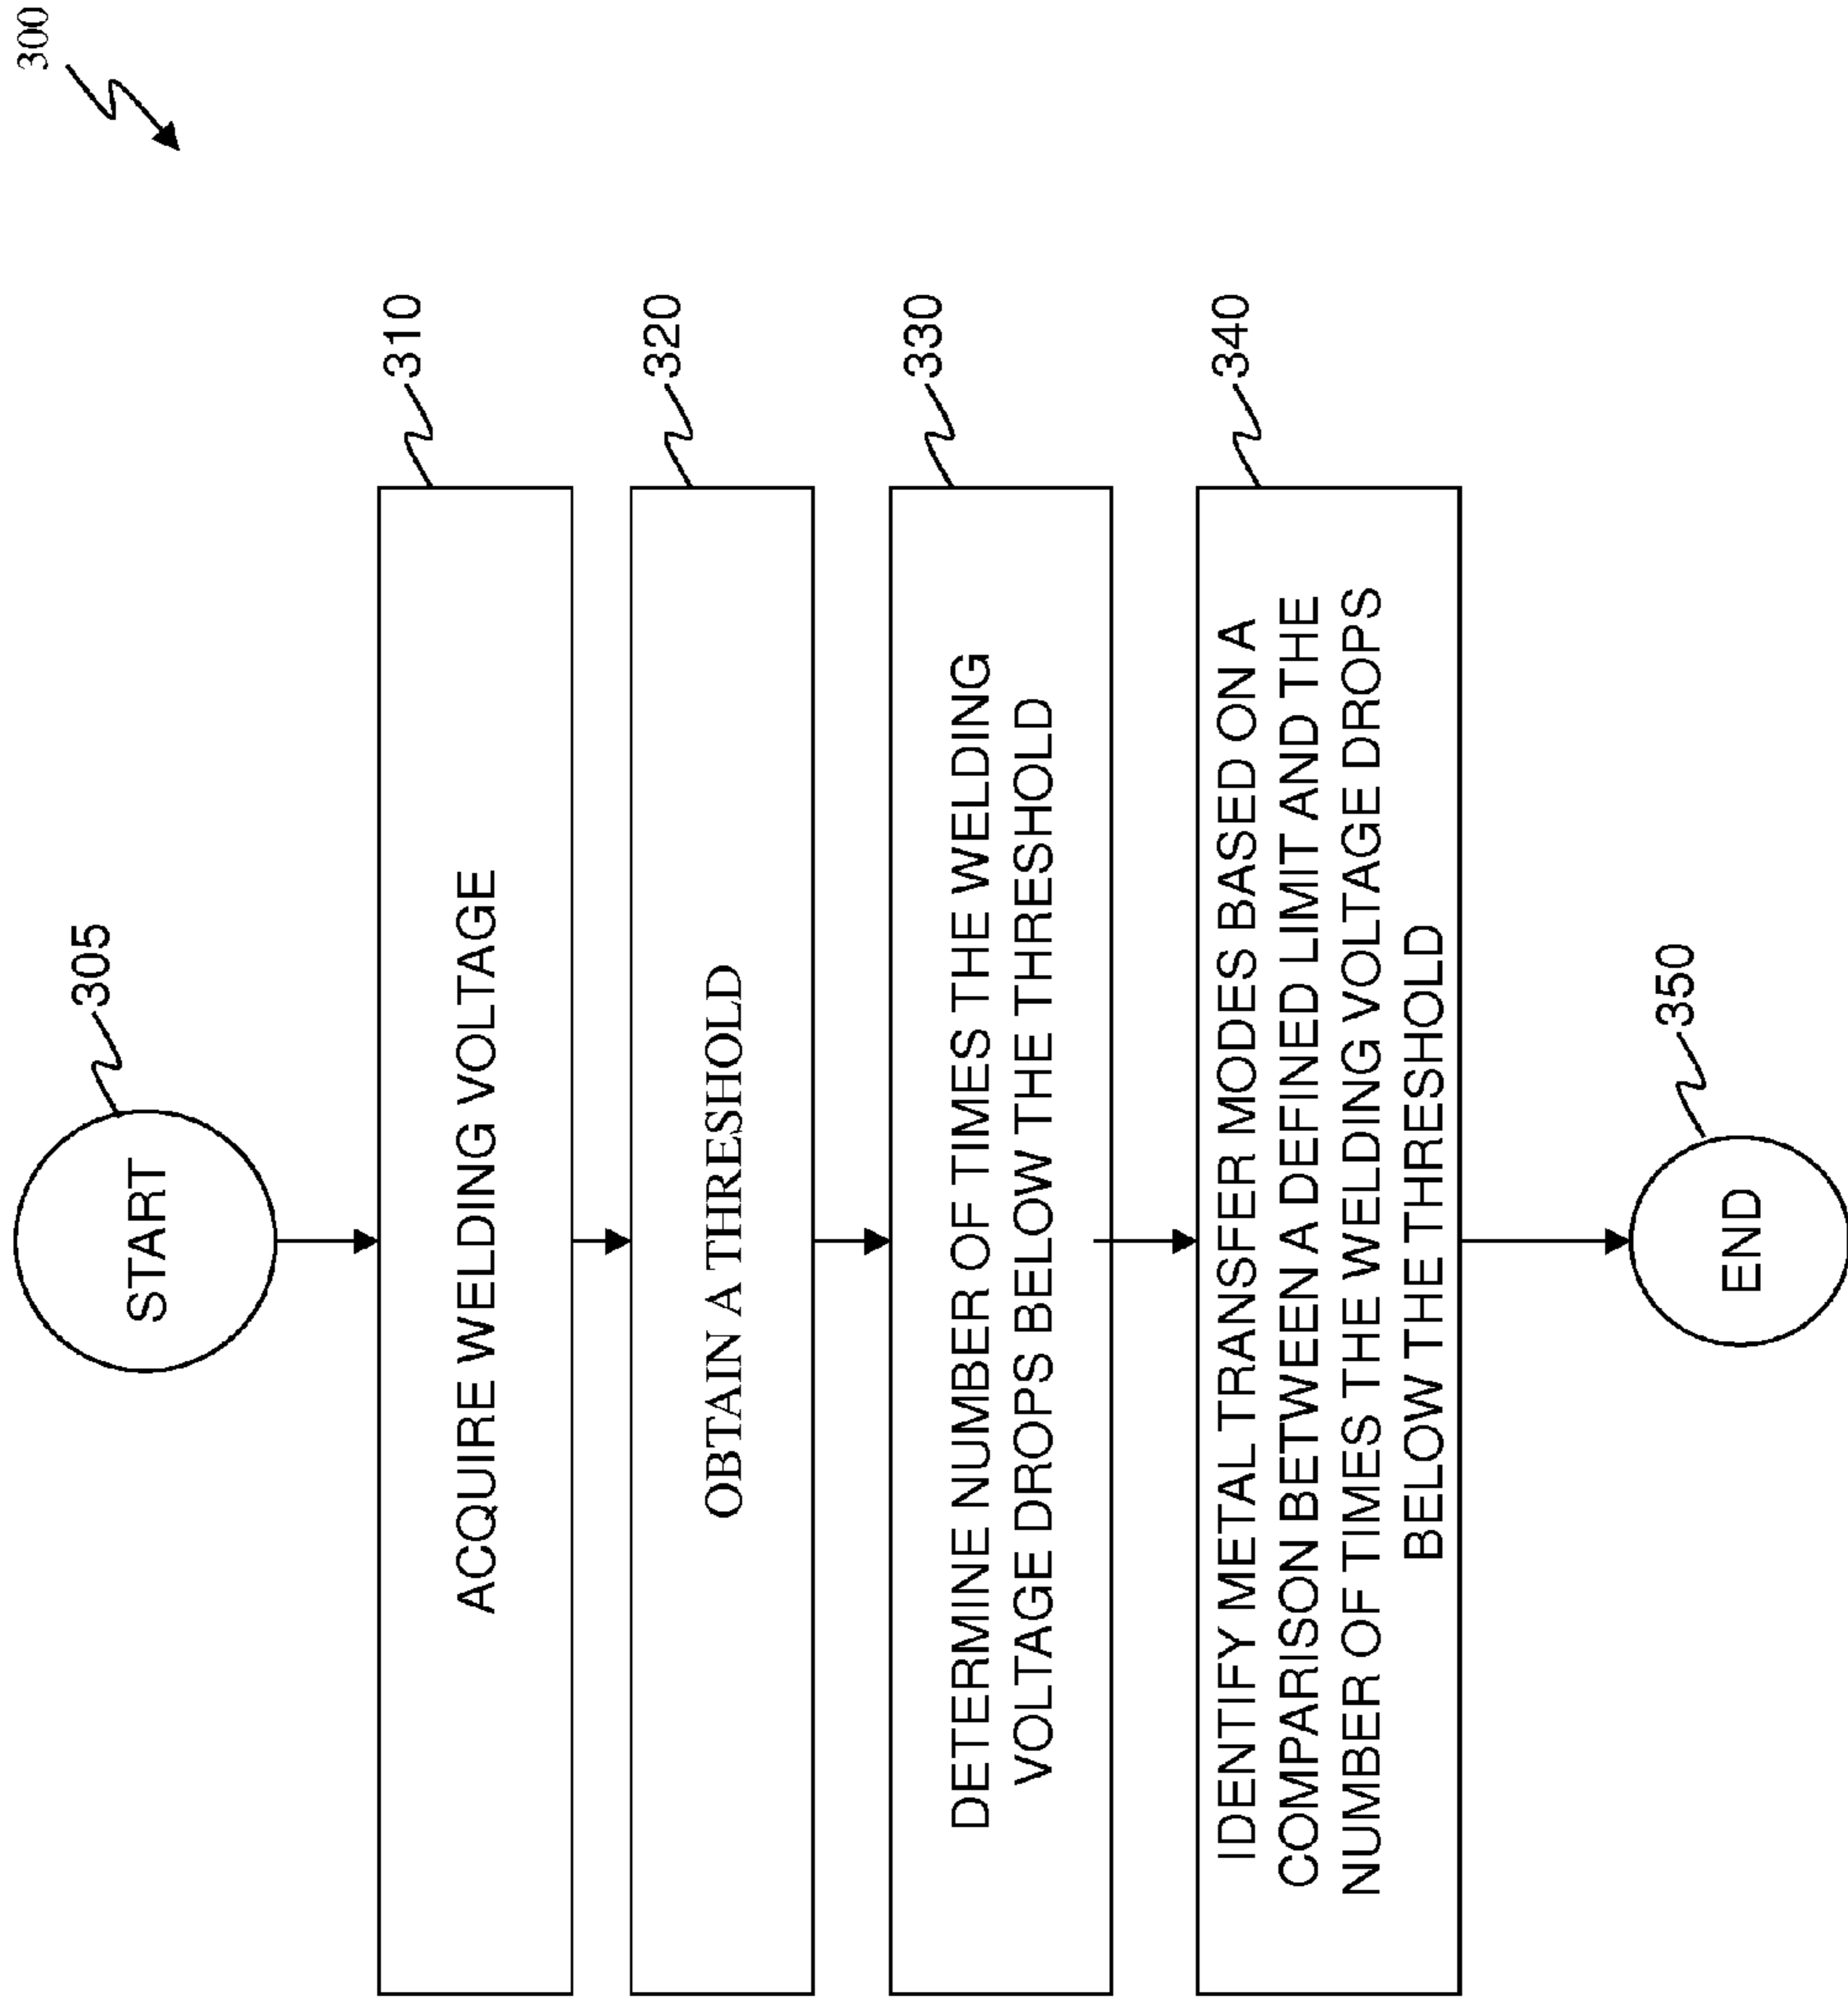 300
305
START
310
ACQUIRE WELDING VOLTAGE
320
OBTAIN A THRESHOLD
330
DETERMINE NUMBER OF TIMES THE WELDING
VOLTAGE DROPS BELOW THE THRESHOLD
340
IDENTIFY METAL TRANSFER MODES BASED ON A
COMPARISON BETWEEN A DEFINED LIMIT AND THE
NUMBER OF TIMES THE WELDING VOLTAGE DROPS
BELOW THE THRESHOLD
350
END